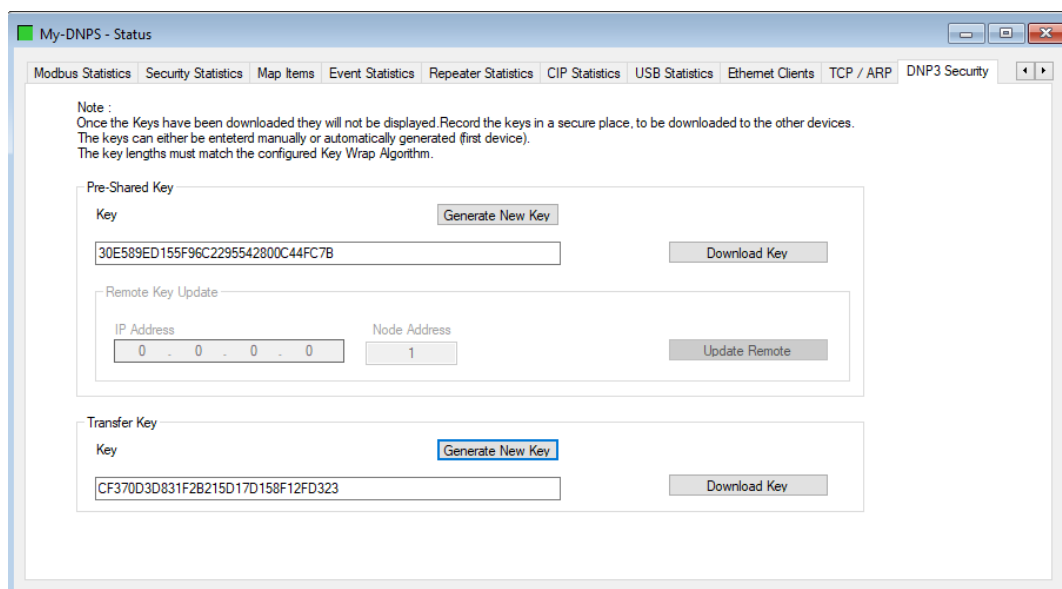 My-DNPS - Status
Modbus Statistics Security Statistics Map Items Event Statistics Repeater Statistics CIP Statistics USB Statistics Ethernet Clients TCP / ARP DNP3 Security
Note :
Once the Keys have been downloaded they will not be displayed.Record the keys in a secure place, to be downloaded to the other devices.
The keys can either be enteterd manually or automatically generated (first device).
The key lengths must match the configured Key Wrap Algorithm.
Pre-Shared Key
Key Generate New Key
30E589ED155F96C2295542800C44FC7B Download Key
Remote Key Update
IP Address Node Address
0 . 0 . 0 . 0 1 Update Remote
Transfer Key
Key Generate New Key
CF370D3D831F2B215D17D158F12FD323 Download Key